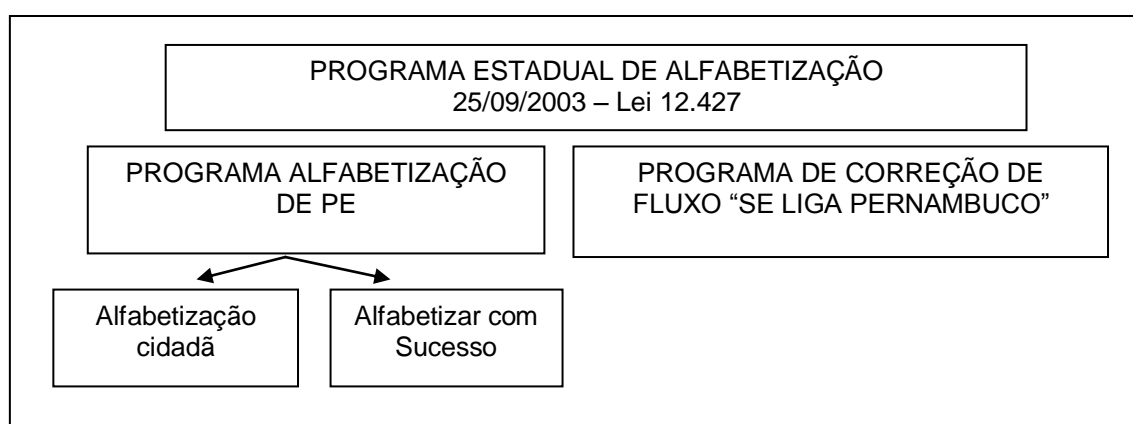 PROGRAMA ESTADUAL DE ALFABETIZAÇÃO
25/09/2003 – Lei 12.427
PROGRAMA ALFABETIZAÇÃO
DE PE
PROGRAMA DE CORREÇÃO DE
FLUXO “SE LIGA PERNAMBUCO”
Alfabetização
cidadã
Alfabetizar com
Sucesso